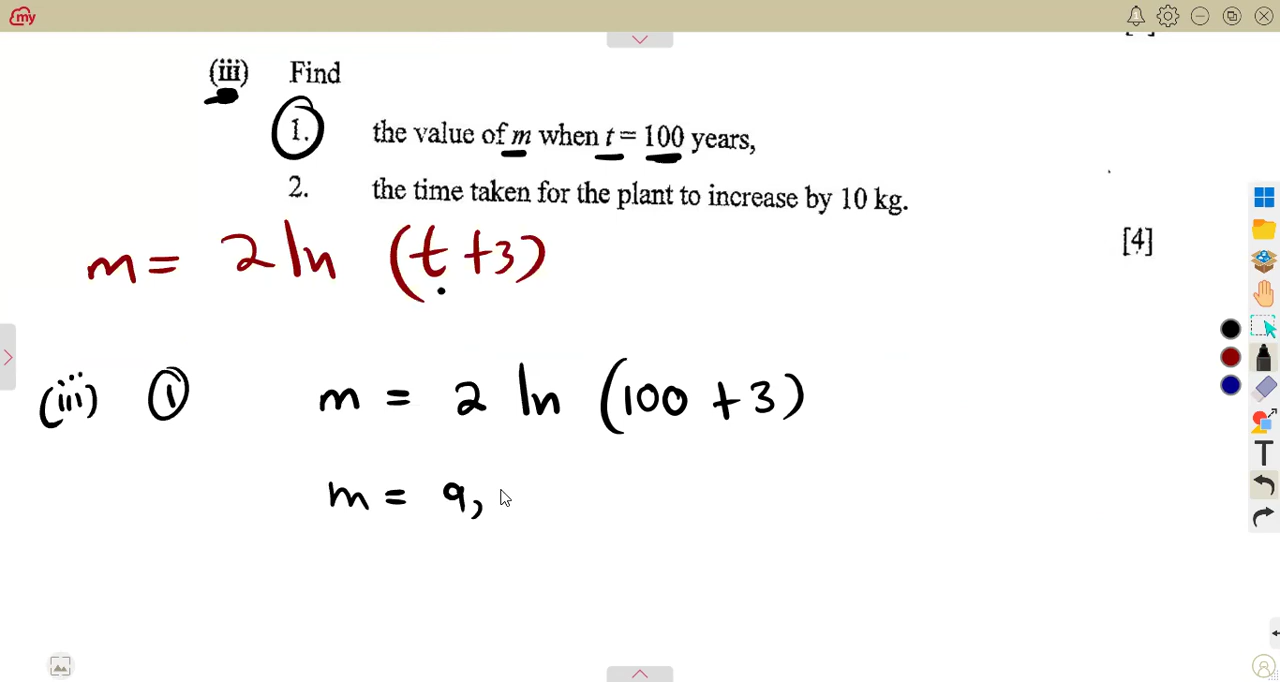 my
(iii) Find
1. the value of m when t = 100 years,
2. the time taken for the plant to increase by 10 kg.
[4]
m = 2 ln (t + 3)
(iii) ① m = 2 ln (100 + 3)
m = 9,
T